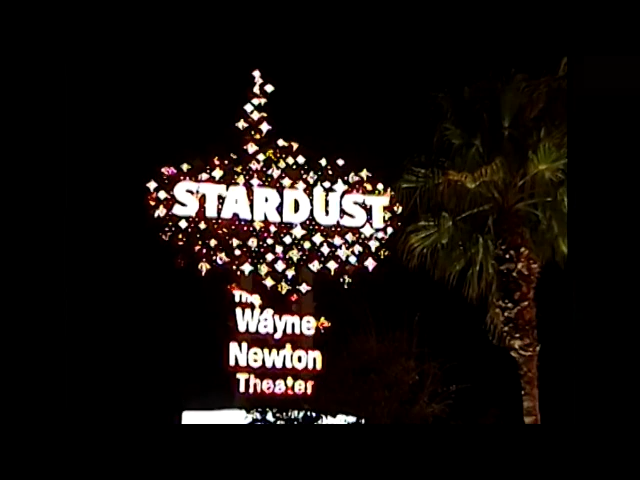 STARDUST
The
Wayne
Newton
Theater